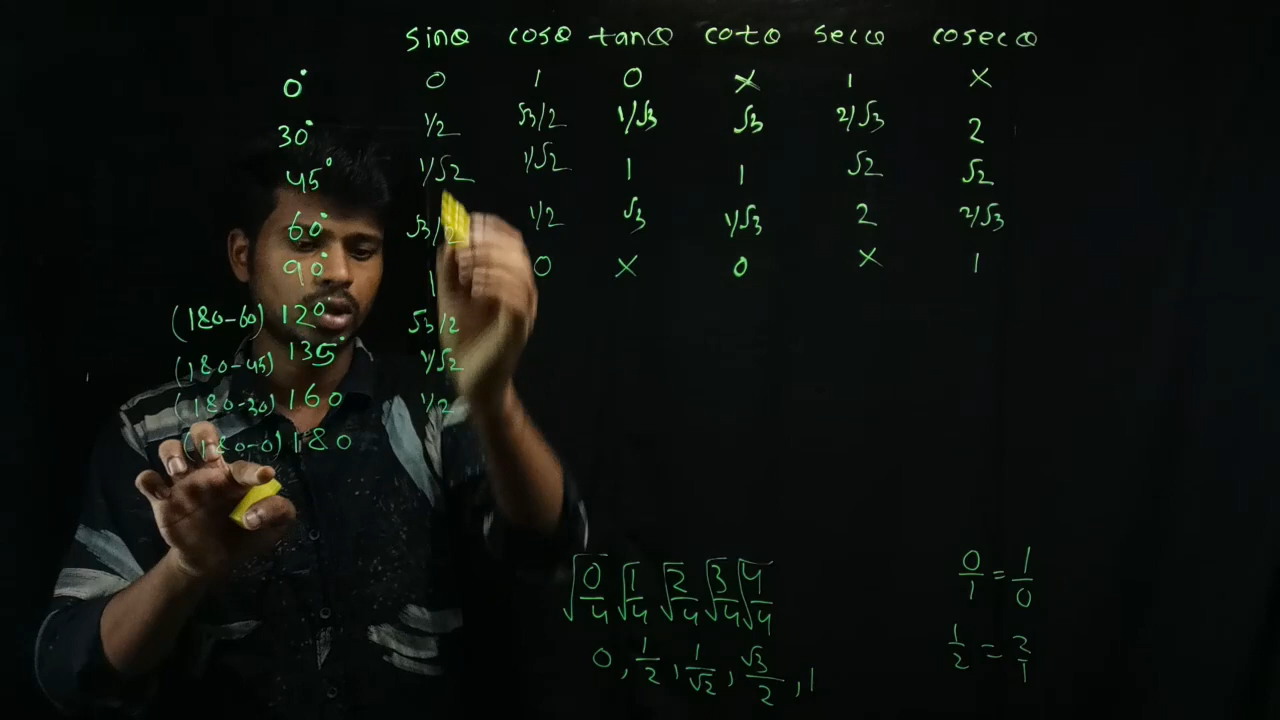 sinθ cosθ tanθ cotθ secθ cosecθ
0° 0 1 0 × 1 ×
30° 1/2 √3/2 1/√3 √3 2/√3 2
45° 1/√2 1/√2 1 1 √2 √2
60° √3/2 1/2 √3 1/√3 2 2/√3
90° 1 0 × 0 × 1
(180-60) 120° √3/2
(180-45) 135° 1/√2
(180-30) 160 1/2
(180-0) 180
√0/4 √1/4 √2/4 √3/4 √4/4
0, 1/2, 1/√2, √3/2, 1
0/1 = 1/0
1/2 = 2/1